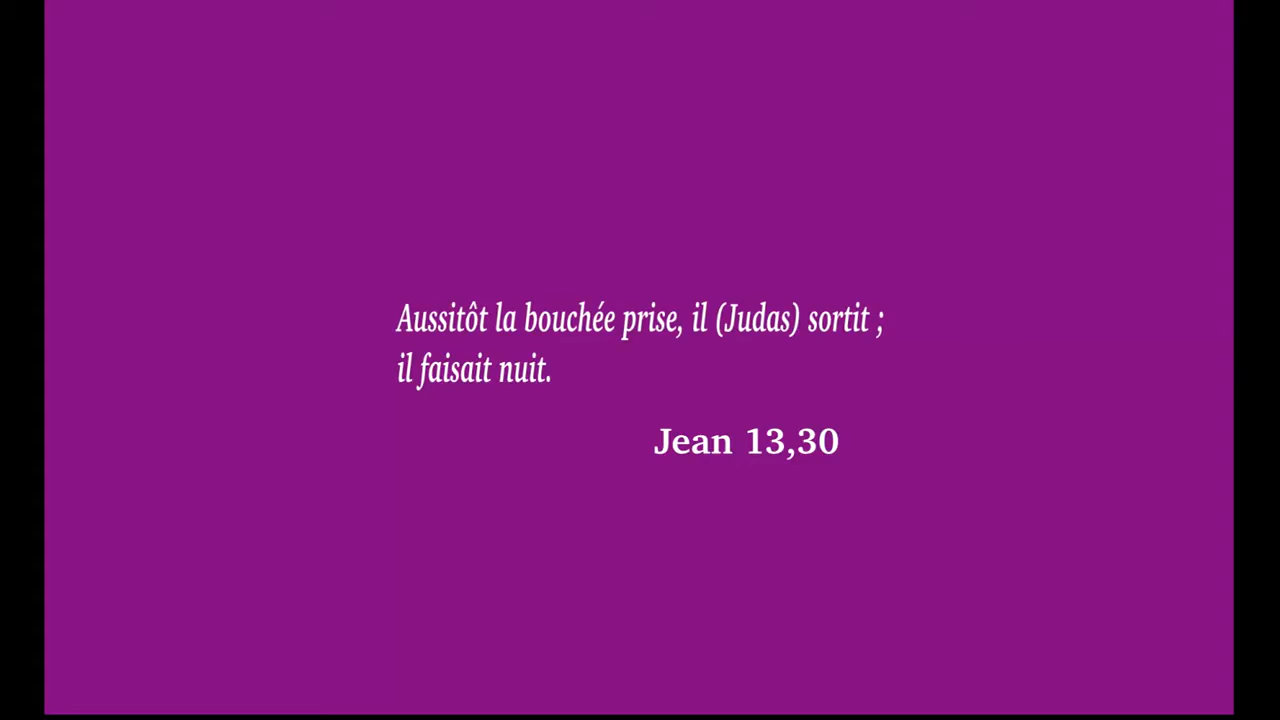 Aussitôt la bouchée prise, il (Judas) sortit ;
il faisait nuit.
Jean 13,30